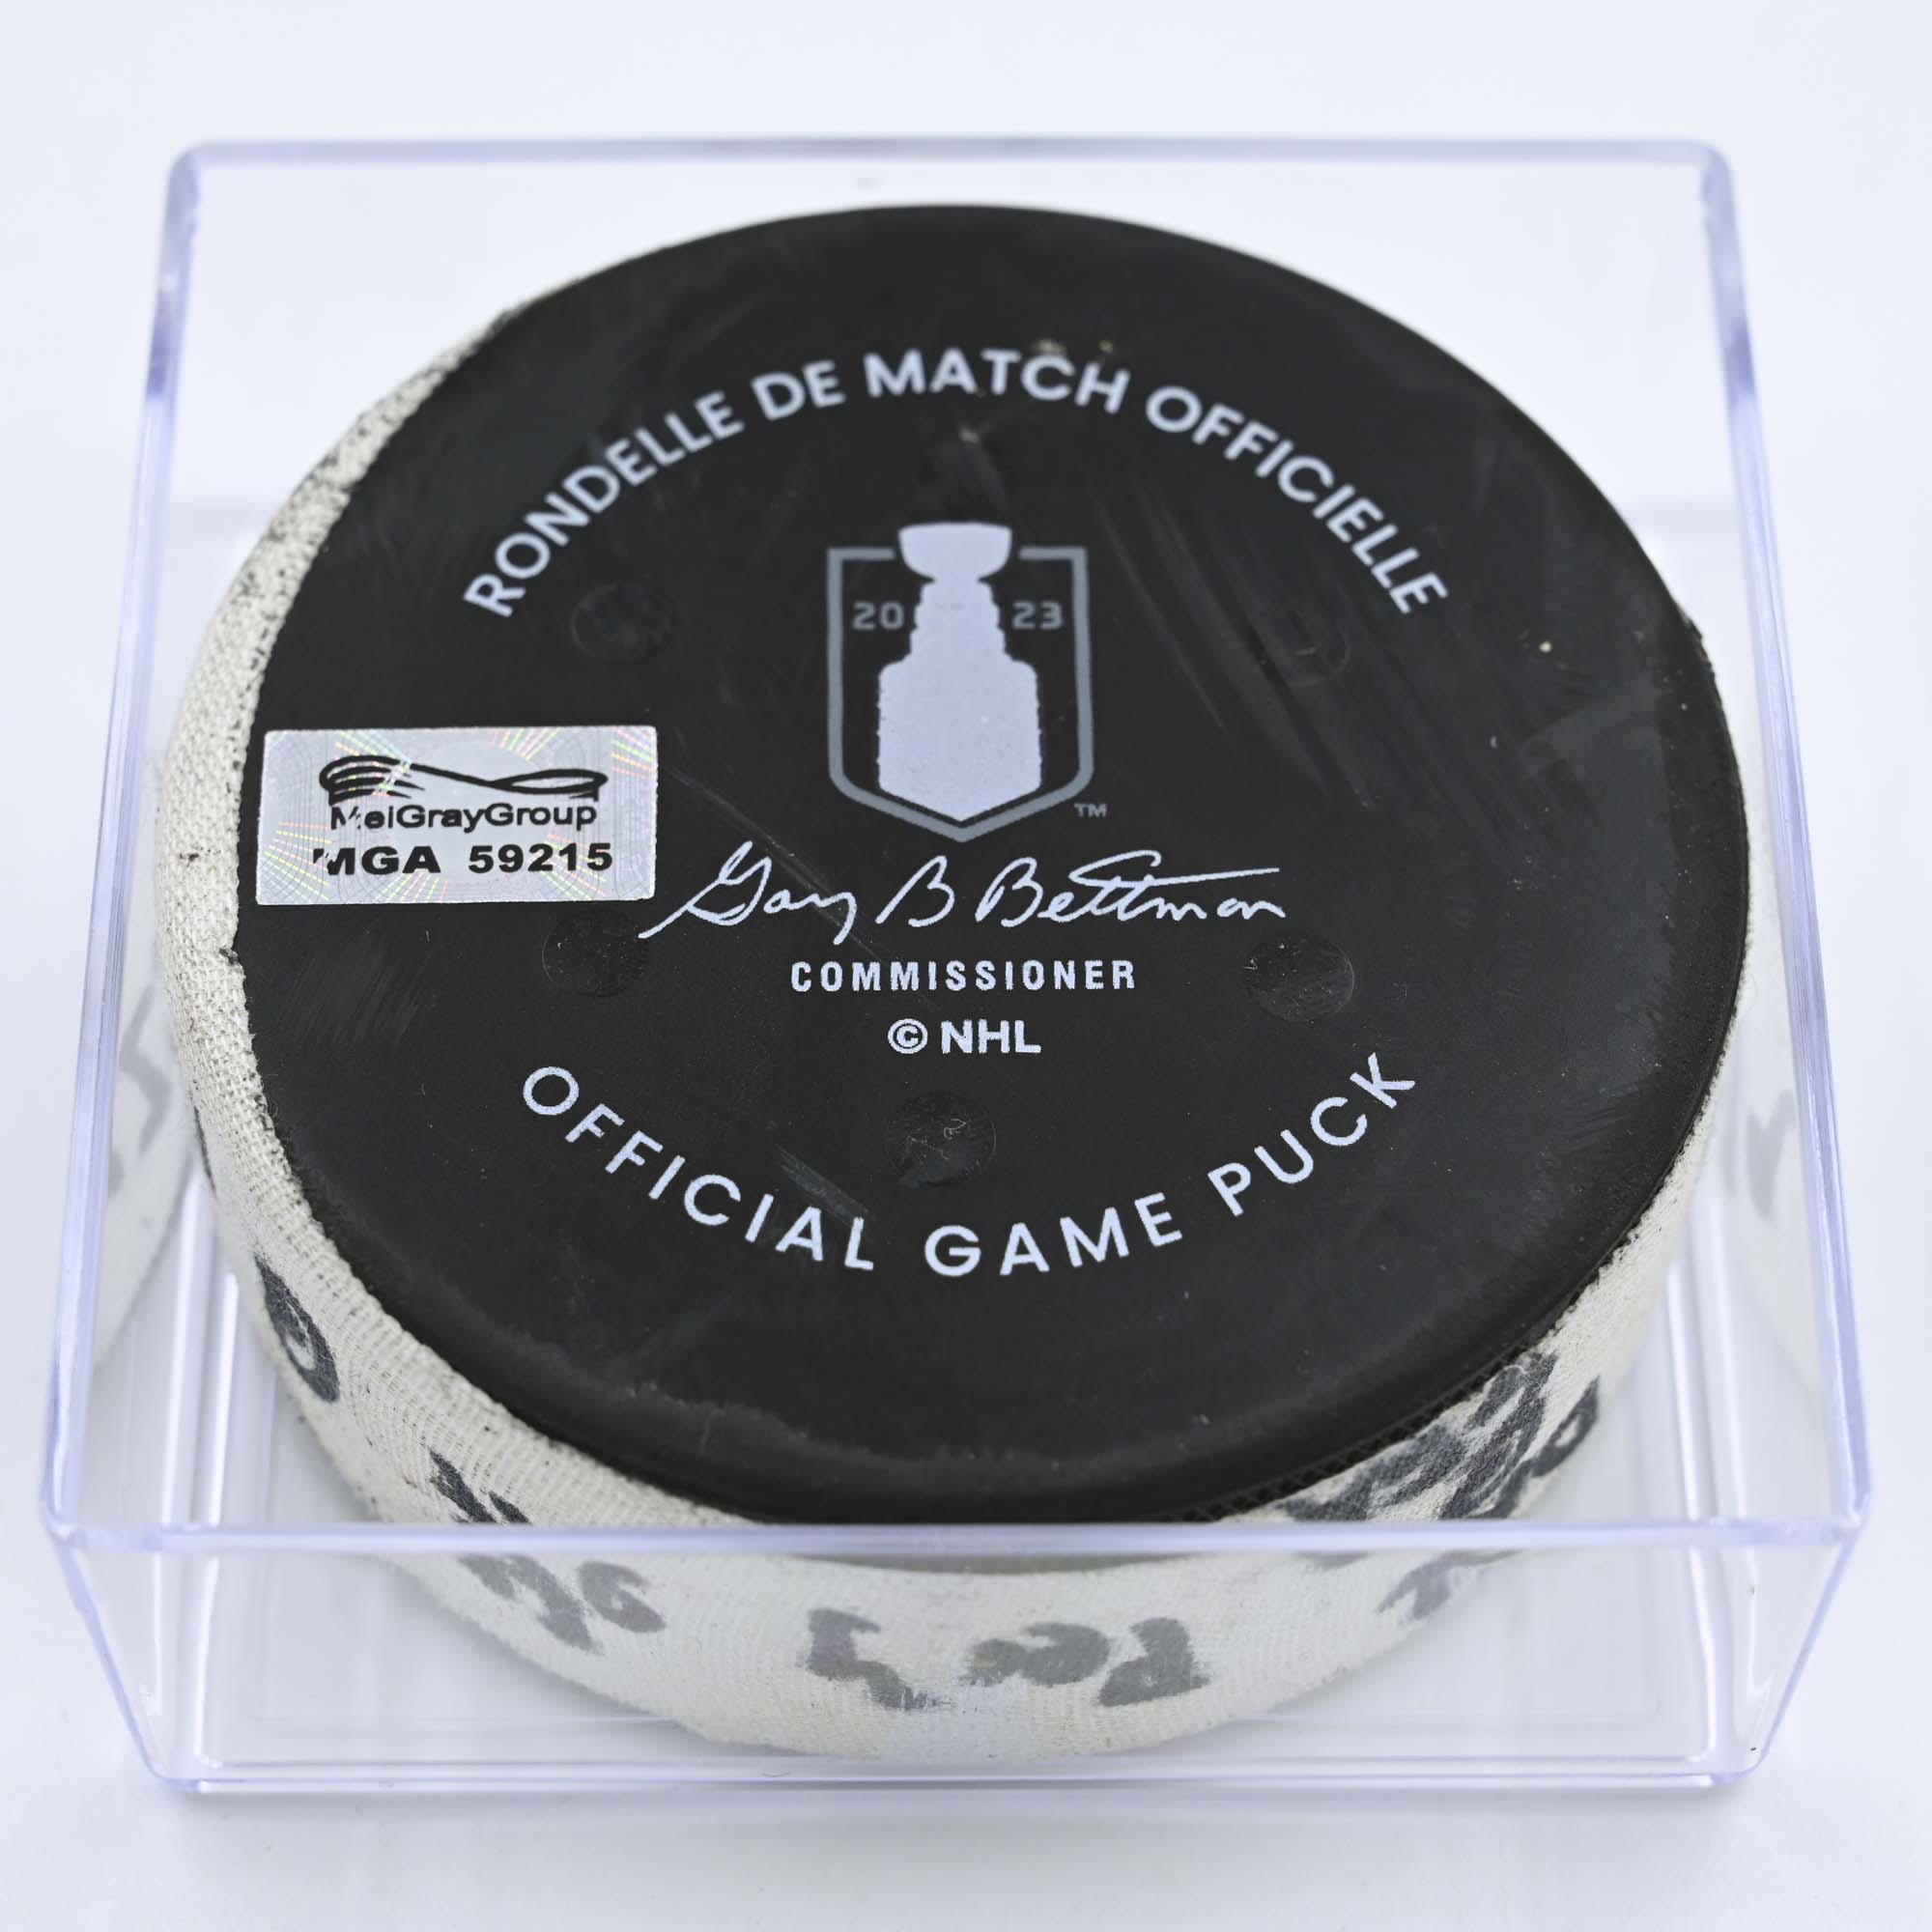 RONDELLE DE MATCH OFFICIELLE
20 23
TM
MeiGrayGroup
MGA 59215
Gary B Bettman
COMMISSIONER
© NHL
OFFICIAL GAME PUCK